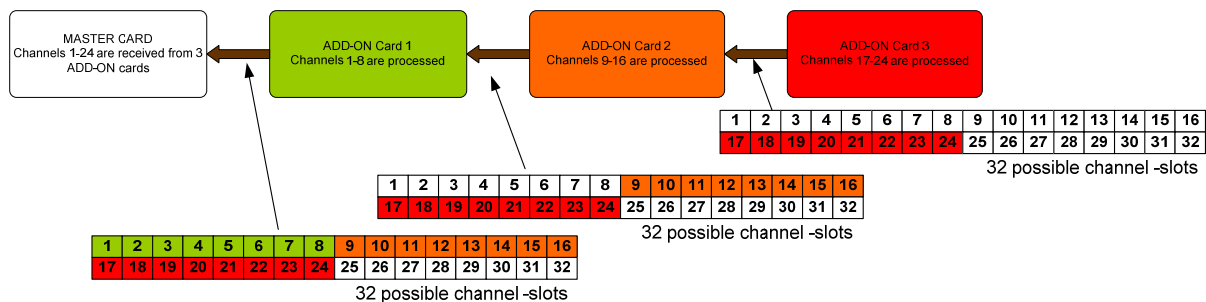 MASTER CARD
Channels 1-24 are received from 3
ADD-ON cards
ADD-ON Card 1
Channels 1-8 are processed
ADD-ON Card 2
Channels 9-16 are processed
ADD-ON Card 3
Channels 17-24 are processed
1 2 3 4 5 6 7 8 9 10 11 12 13 14 15 16
17 18 19 20 21 22 23 24 25 26 27 28 29 30 31 32
32 possible channel -slots
1 2 3 4 5 6 7 8 9 10 11 12 13 14 15 16
17 18 19 20 21 22 23 24 25 26 27 28 29 30 31 32
32 possible channel -slots
1 2 3 4 5 6 7 8 9 10 11 12 13 14 15 16
17 18 19 20 21 22 23 24 25 26 27 28 29 30 31 32
32 possible channel -slots